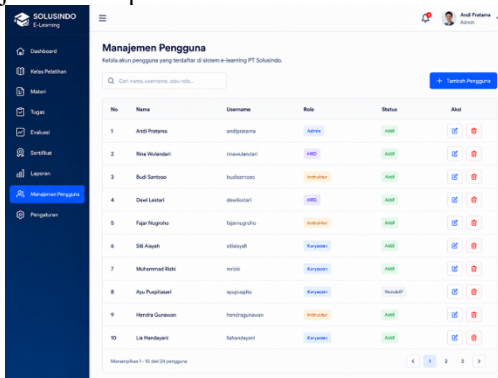 SOLUSINDO
E-Learning
Andi Pratama
Admin
Dashboard
Kelas Pelatihan
Materi
Tugas
Evaluasi
Sertifikat
Laporan
Manajemen Pengguna
Pengaturan
Manajemen Pengguna
Kelola akun pengguna yang terdaftar di sistem e-learning PT Solusindo.
Cari nama, username, atau role...
+ Tambah Pengguna
No Nama Username Role Status Aksi
1 Andi Pratama andipratama Admin Aktif
2 Rina Wulandari rinawulandari HRD Aktif
3 Budi Santoso budisantoso Instruktur Aktif
4 Dewi Lestari dewilestari HRD Aktif
5 Fajar Nugroho fajarnugroho Instruktur Aktif
6 Siti Aisyah sitiaisyah Karyawan Aktif
7 Muhammad Rizki mrizki Karyawan Aktif
8 Ayu Puspitasari ayupuspita Karyawan Nonaktif
9 Hendra Gunawan hendragunawan Instruktur Aktif
10 Lia Handayani liahandayani Karyawan Aktif
Menampilkan 1 - 10 dari 24 pengguna
< 1 2 3 >